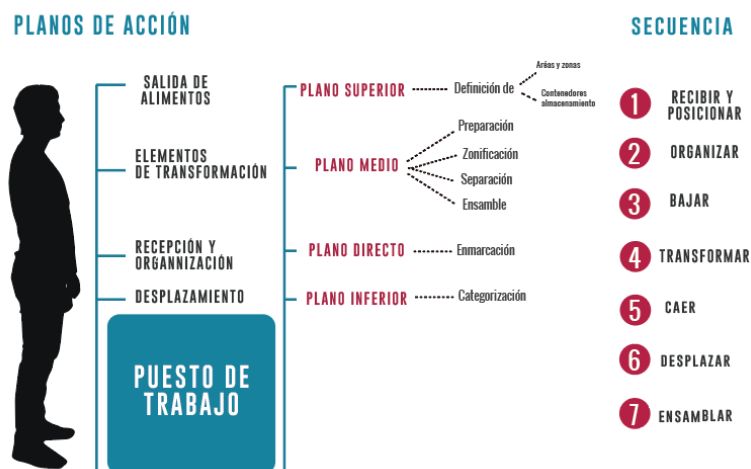 PLANOS DE ACCIÓN
SALIDA DE
ALIMENTOS
ELEMENTOS
DE TRANSFORMACIÓN
RECEPCIÓN Y
ORGANNIZACIÓN
DESPLAZAMIENTO
PUESTO DE
TRABAJO
PLANO SUPERIOR
Definición de
Aréas y zonas
Contenedores
almacenamiento
PLANO MEDIO
Preparación
Zonificación
Separación
Ensamble
PLANO DIRECTO
Enmarcación
PLANO INFERIOR
Categorización
SECUENCIA
1 RECIBIR Y
POSICIONAR
2 ORGANIZAR
3 BAJAR
4 TRANSFORMAR
5 CAER
6 DESPLAZAR
7 ENSAMBLAR